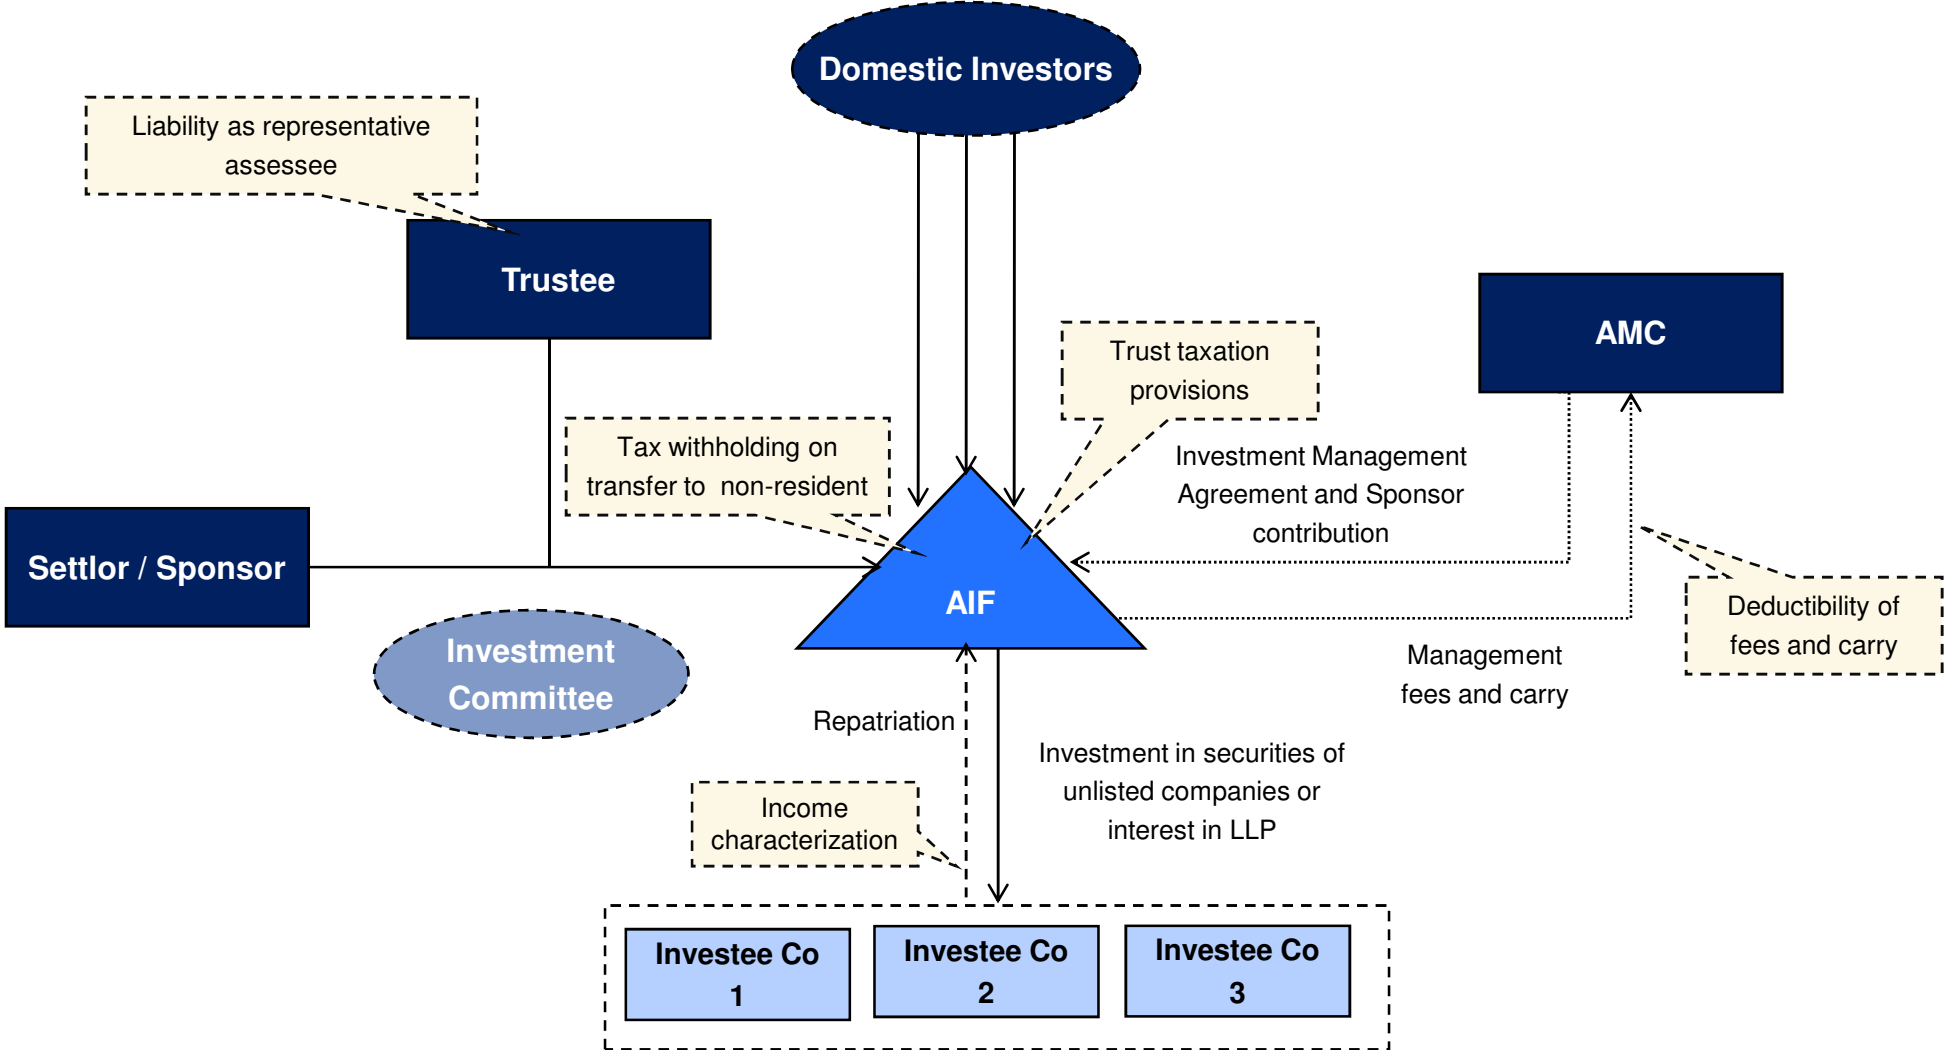 Domestic Investors
Liability as representative
assessee
Trustee
AMC
Trust taxation
provisions
Tax withholding on
transfer to  non-resident
Investment Management
Agreement and Sponsor
contribution
Settlor / Sponsor
AIF
Deductibility of
fees and carry
Investment
Committee
Management
fees and carry
Repatriation
Investment in securities of
unlisted companies or
interest in LLP
Income
characterization
Investee Co
1
Investee Co
2
Investee Co
3